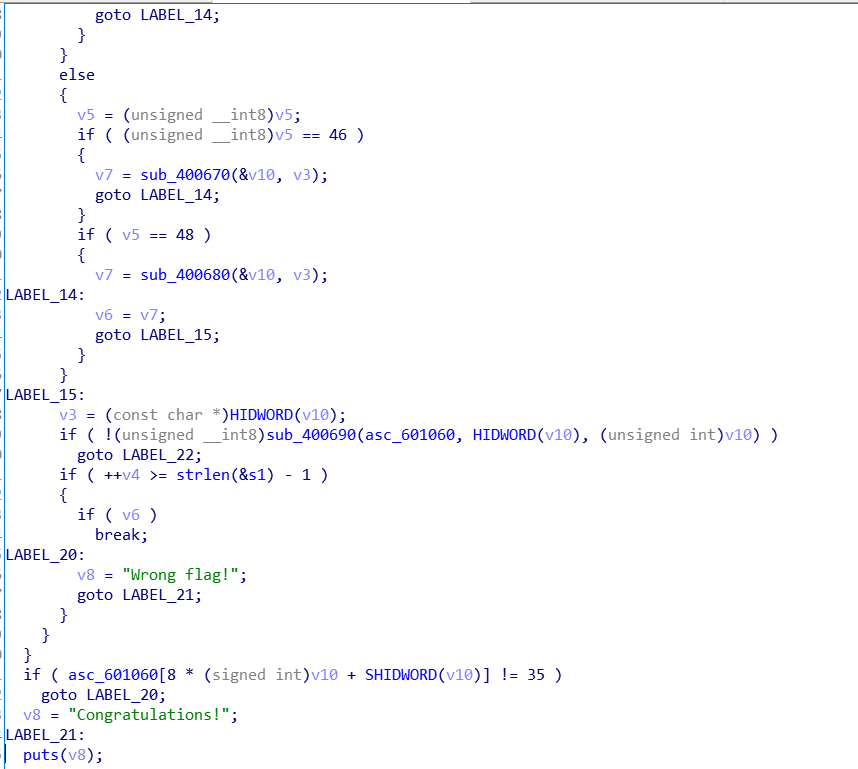 goto LABEL_14;
}
}
else
{
v5 = (unsigned __int8)v5;
if ( (unsigned __int8)v5 == 46 )
{
v7 = sub_400670(&v10, v3);
goto LABEL_14;
}
if ( v5 == 48 )
{
v7 = sub_400680(&v10, v3);
LABEL_14:
v6 = v7;
goto LABEL_15;
}
}
LABEL_15:
v3 = (const char *)HIDWORD(v10);
if ( !(unsigned __int8)sub_400690(asc_601060, HIDWORD(v10), (unsigned int)v10) )
goto LABEL_22;
if ( ++v4 >= strlen(&s1) - 1 )
{
if ( v6 )
break;
LABEL_20:
v8 = "Wrong flag!";
goto LABEL_21;
}
}
}
if ( asc_601060[8 * (signed int)v10 + SHIDWORD(v10)] != 35 )
goto LABEL_20;
v8 = "Congratulations!";
LABEL_21:
puts(v8);